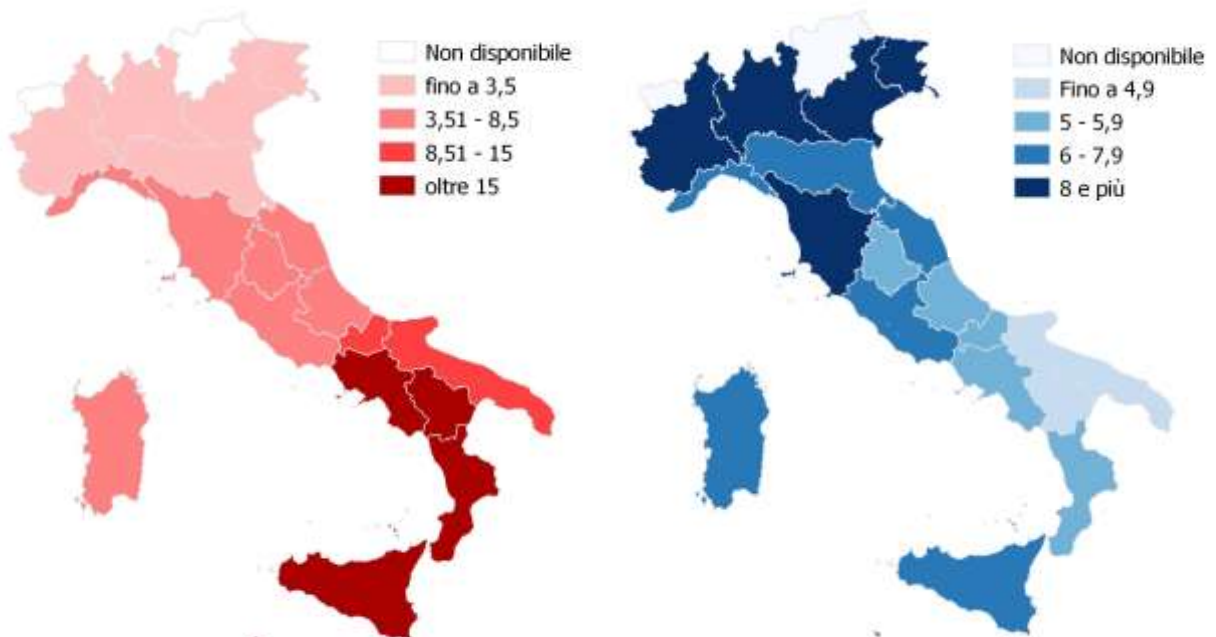 Non disponibile
fino a 3,5
3,51 - 8,5
8,51 - 15
oltre 15
Non disponibile
Fino a 4,9
5 - 5,9
6 - 7,9
8 e più